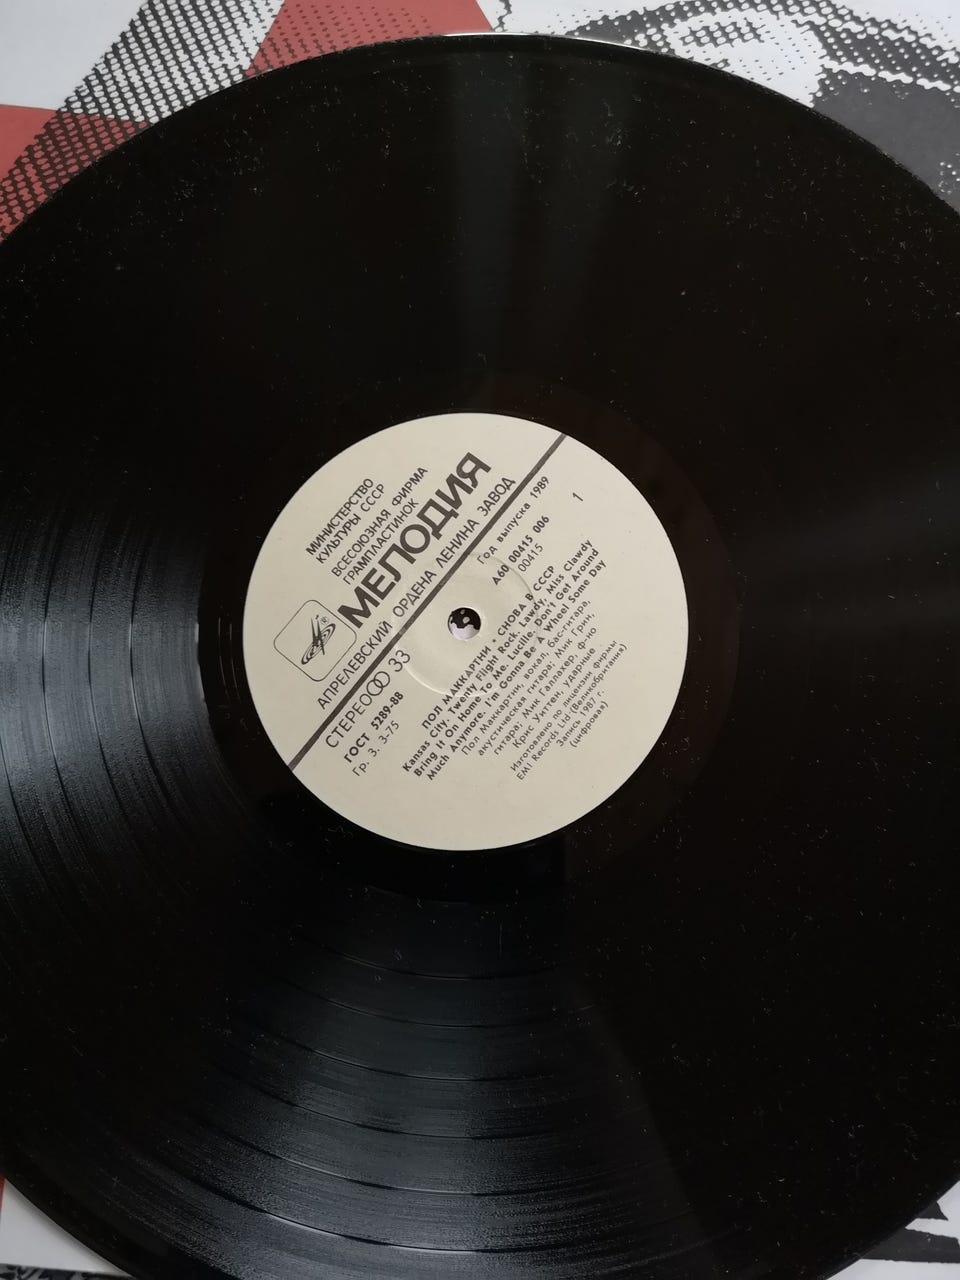 МИНИСТЕРСТВО
КУЛЬТУРЫ СССР
ВСЕСОЮЗНАЯ ФИРМА
ГРАМПЛАСТИНОК
МЕЛОДИЯ
®
АПРЕЛЕВСКИЙ ОРДЕНА ЛЕНИНА ЗАВОД
СТЕРЕО 33
ГОСТ 5289-88
Гр. 3. 3-75
Год выпуска 1989
А60 00415 006
00415
1
ПОЛ МАККАРТНИ • СНОВА В СССР
Kansas City. Twenty Flight Rock. Lawdy, Miss Clawdy
Bring It On Home To Me. Lucille. Don't Get Around
Much Anymore. I'm Gonna Be A Wheel Some Day
Пол Маккартни, вокал, бас-гитара,
акустическая гитара; Мик Грин,
гитара; Мик Галлахер, ф-но
Крис Уиттен, ударные
Изготовлено по лицензии фирмы
EMI Records Ltd (Великобритания)
Запись 1987 г.
(цифровая)